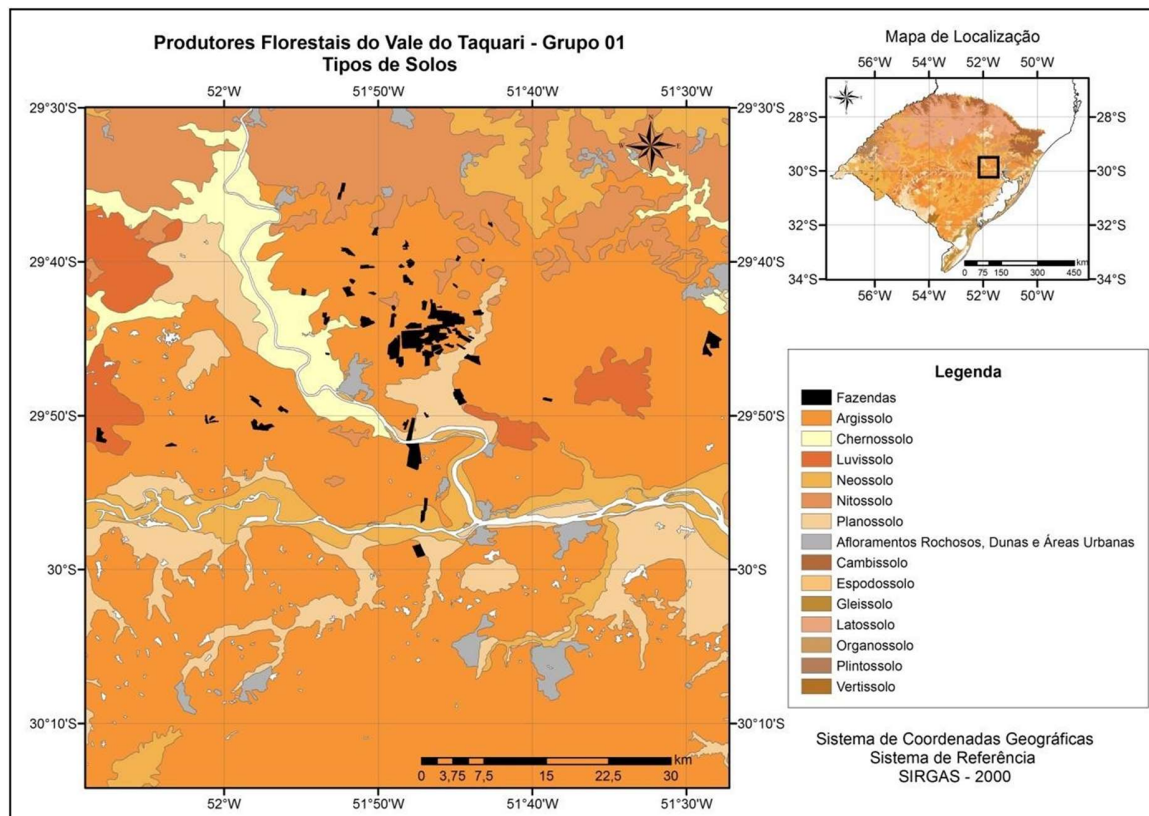 Produtores Florestais do Vale do Taquari - Grupo 01
Tipos de Solos
52°W 51°50'W 51°40'W 51°30'W
29°30'S 29°30'S
N
W E
29°40'S 29°40'S
29°50'S 29°50'S
30°S 30°S
30°10'S 30°10'S
km
0 3,75 7,5 15 22,5 30
52°W 51°50'W 51°40'W 51°30'W
Mapa de Localização
56°W 54°W 52°W 50°W
28°S 28°S
30°S 30°S
32°S 32°S
34°S 34°S
km
0 75 150 300 450
56°W 54°W 52°W 50°W
Legenda
Fazendas
Argissolo
Chernossolo
Luvissolo
Neossolo
Nitossolo
Planossolo
Afloramentos Rochosos, Dunas e Áreas Urbanas
Cambissolo
Espodossolo
Gleissolo
Latossolo
Organossolo
Plintossolo
Vertissolo
Sistema de Coordenadas Geográficas
Sistema de Referência
SIRGAS - 2000